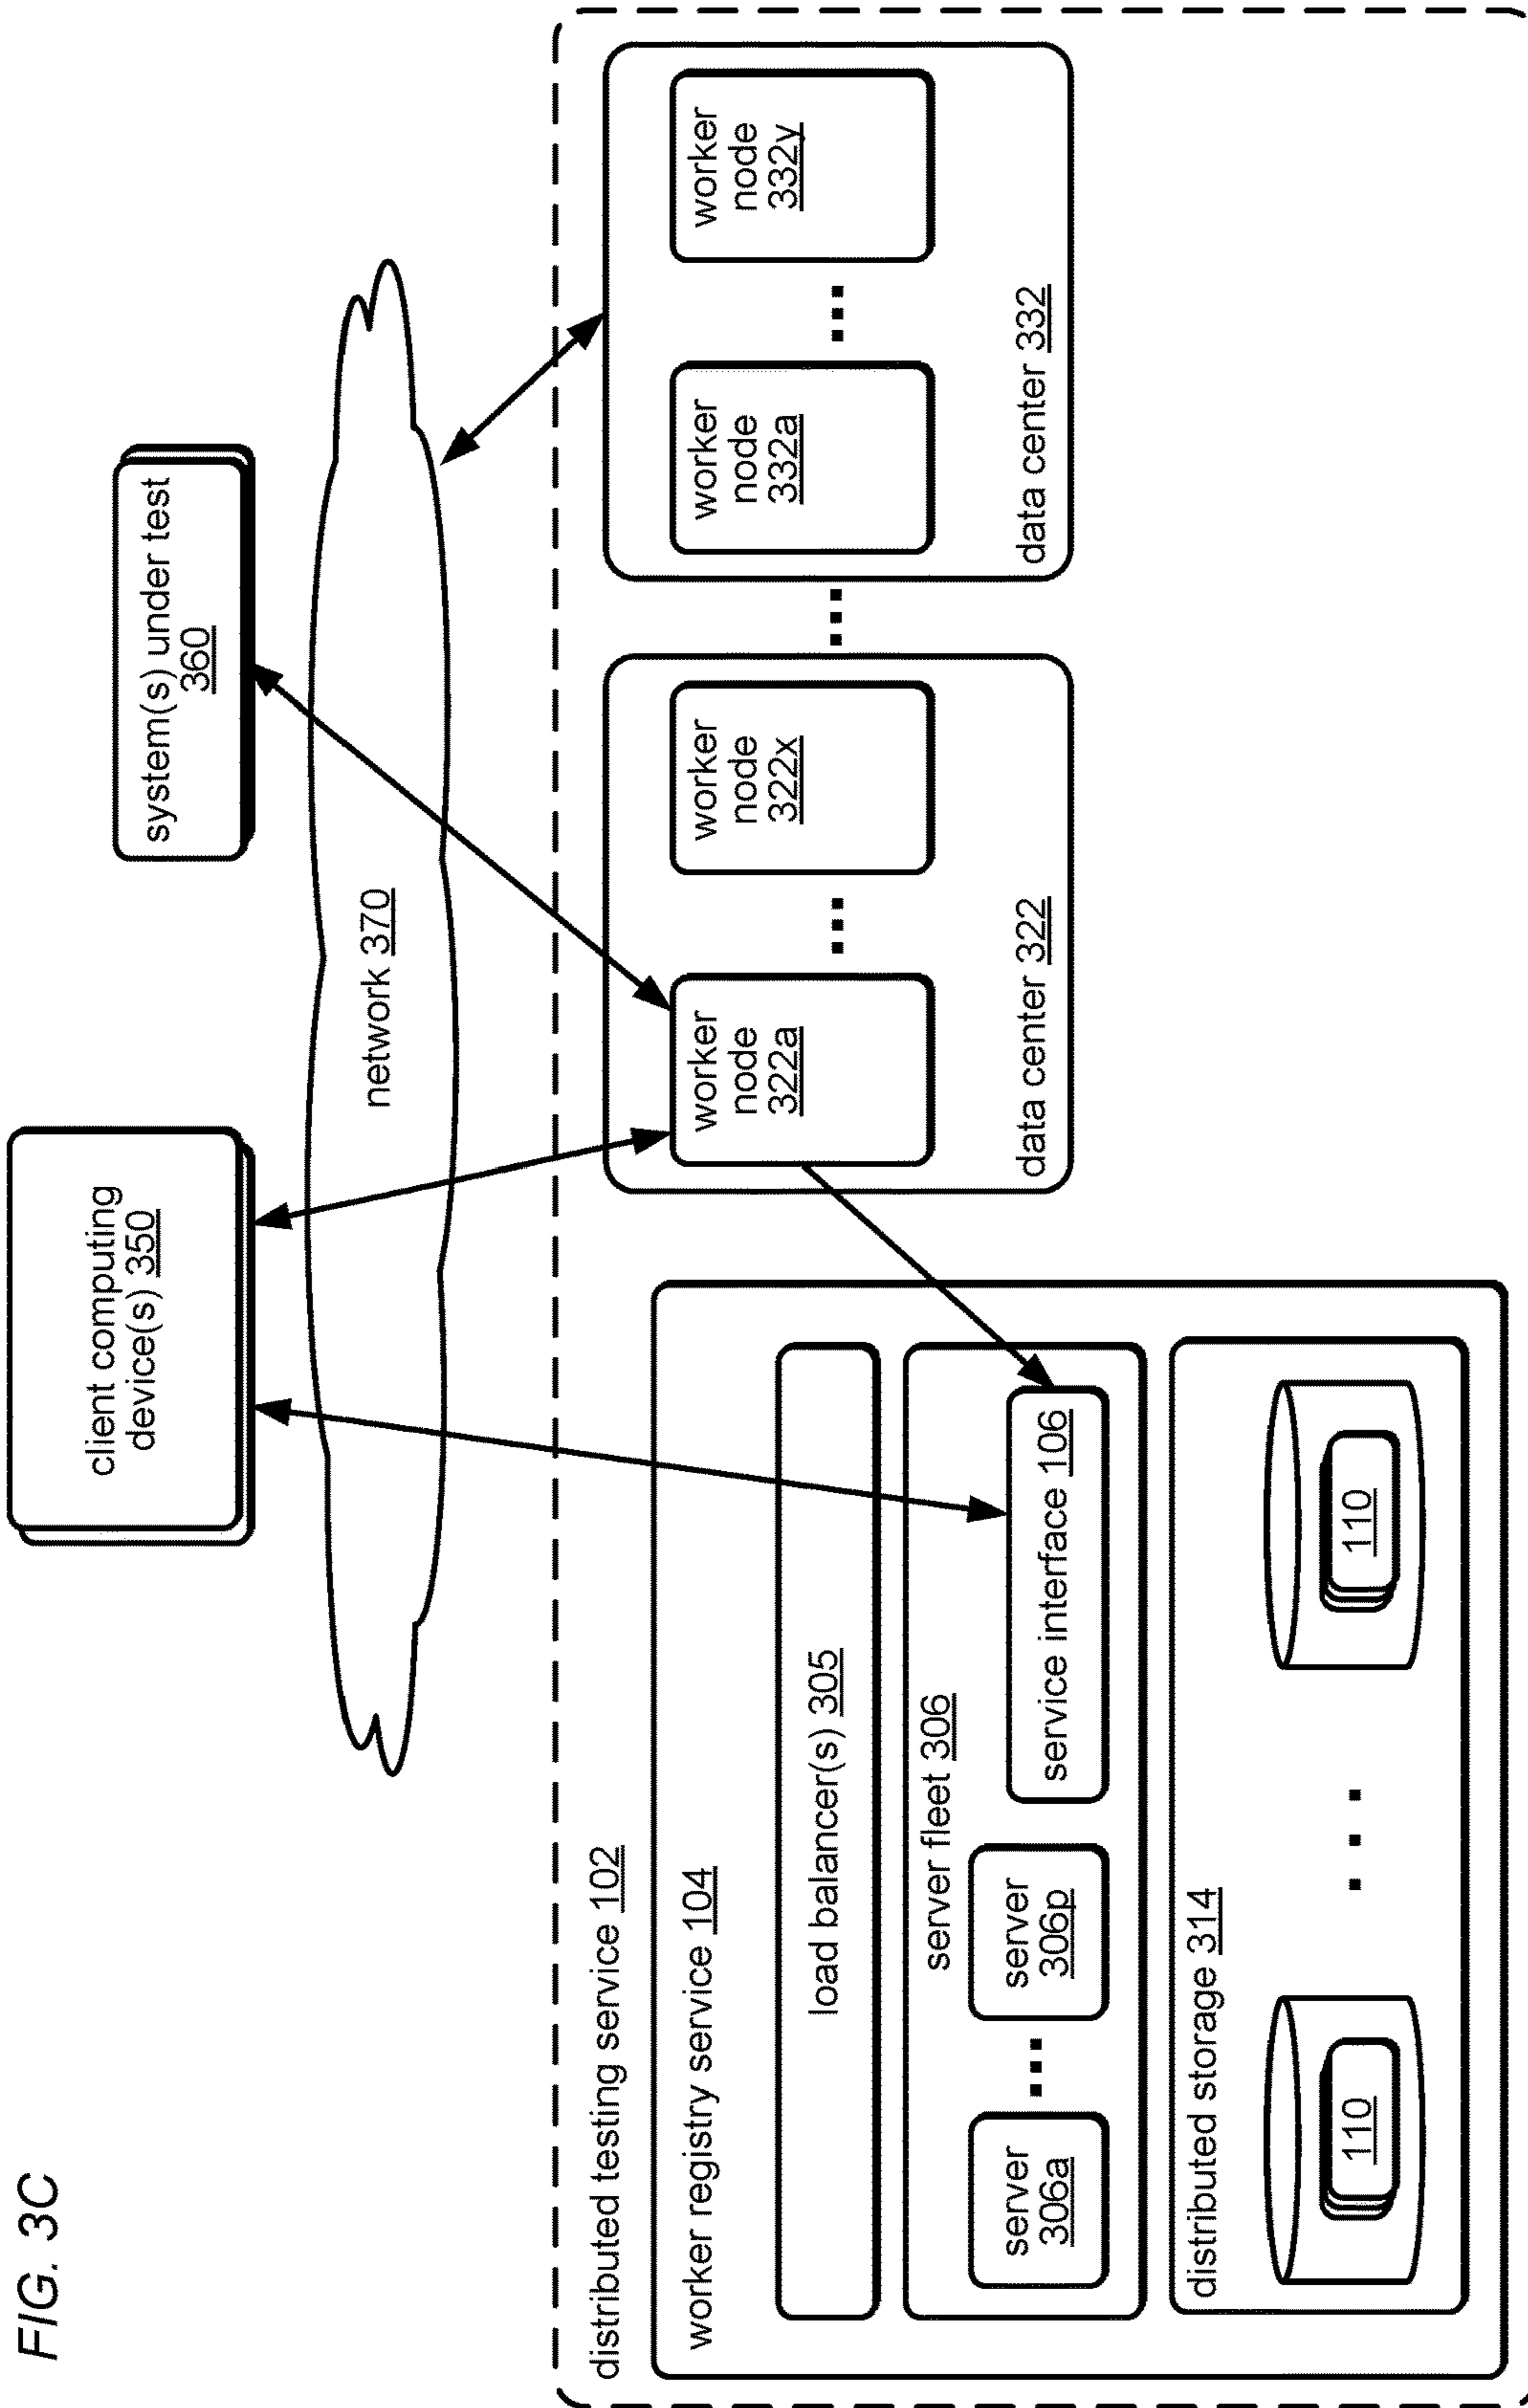 client computing
device(s) 350
system(s) under test
360
network 370
distributed testing service 102
worker registry service 104
load balancer(s) 305
server fleet 306
server
306a
server
306p
service interface 106
distributed storage 314
110
110
worker
node
322a
worker
node
322x
data center 322
worker
node
332a
worker
node
332y
data center 332
FIG. 3C